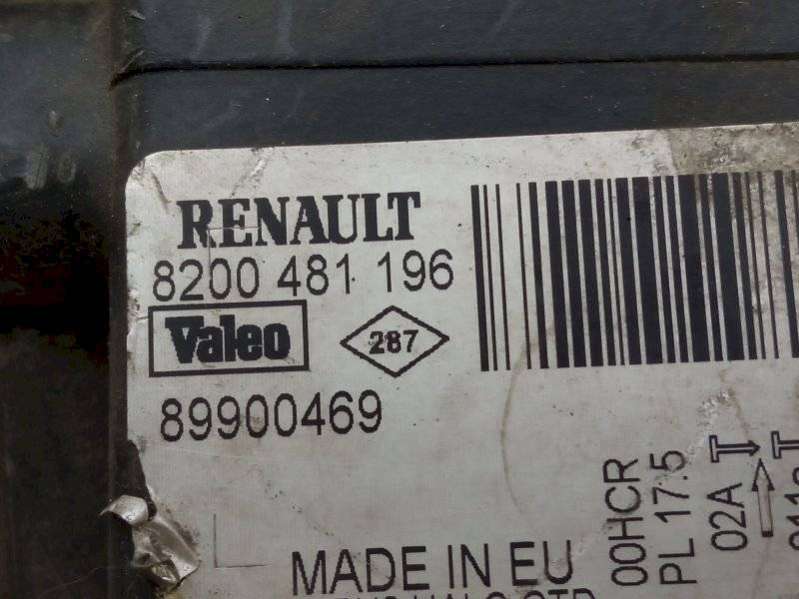 RENAULT
8200 481 196
Valeo
287
89900469
MADE IN EU
00HCR
PL 17.5
02A